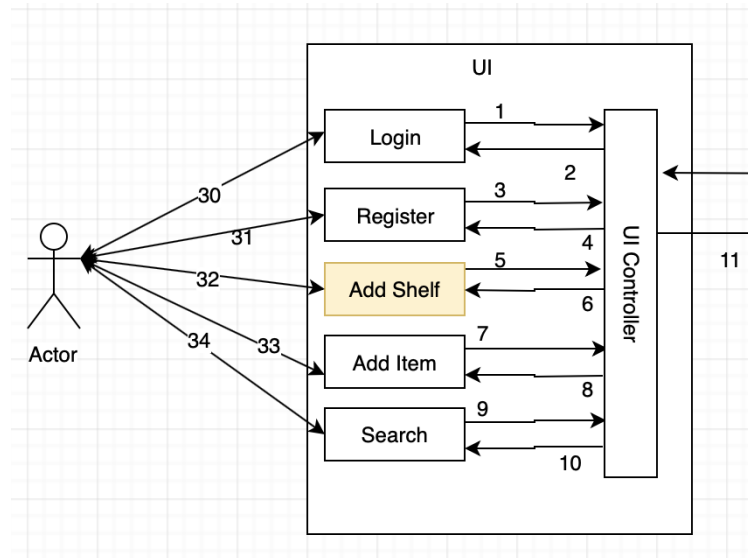 UI
1
Login
2
30
3
Register
31
4
11
5
32
Add Shelf
6
UI Controller
7
34
33
Actor
Add Item
8
9
Search
10